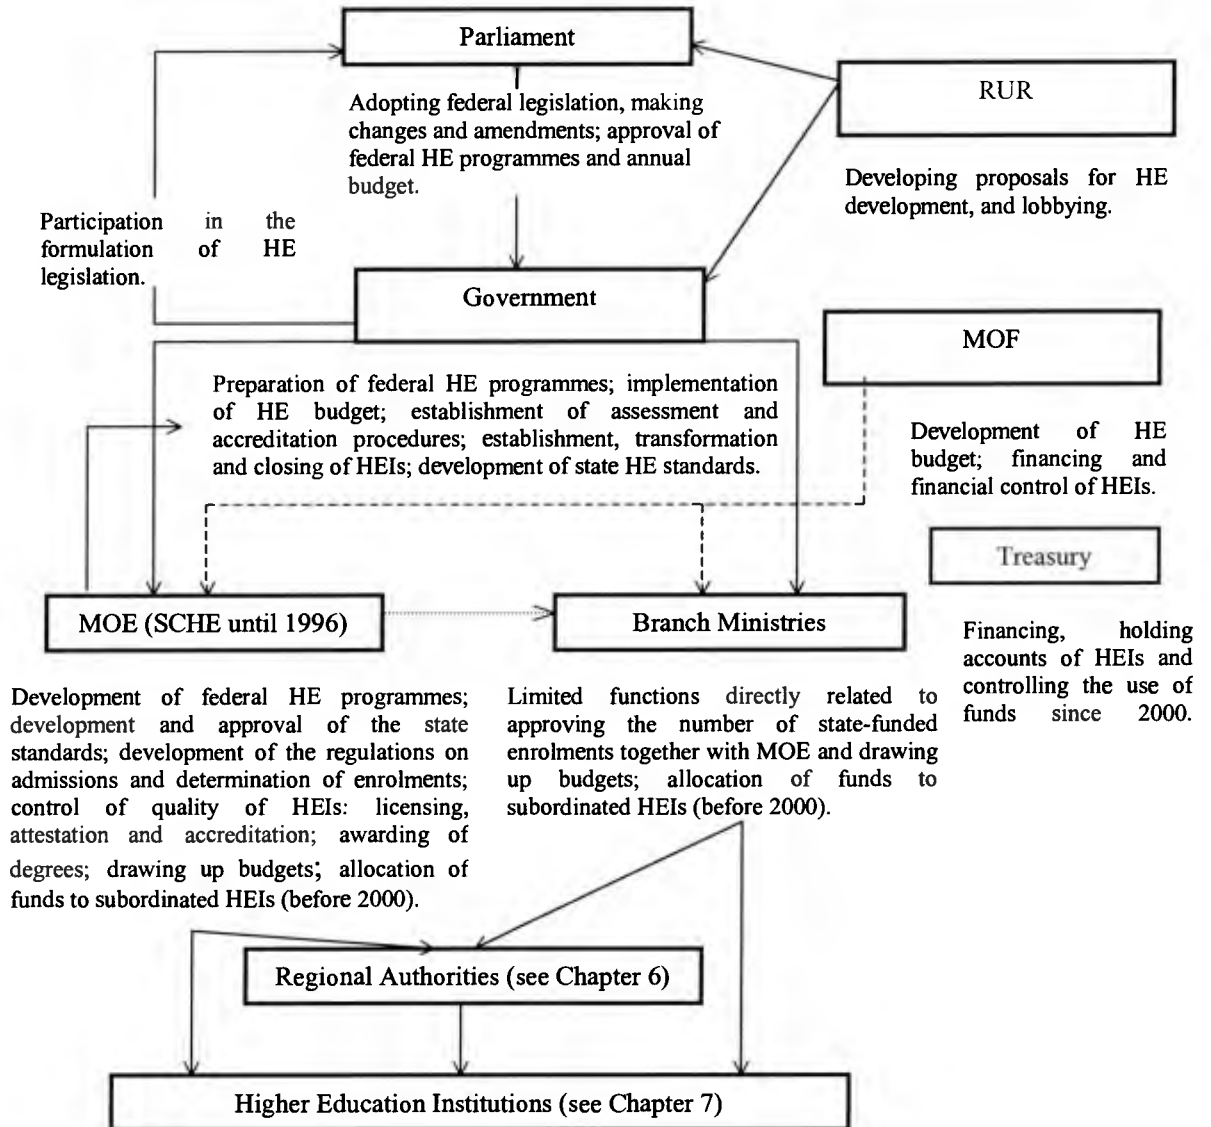 Parliament
Adopting federal legislation, making
changes and amendments; approval of
federal HE programmes and annual
budget.
RUR
Developing proposals for HE
development, and lobbying.
Participation in the
formulation of HE
legislation.
Government
MOF
Preparation of federal HE programmes; implementation
of HE budget; establishment of assessment and
accreditation procedures; establishment, transformation
and closing of HEIs; development of state HE standards.
Development of HE
budget; financing and
financial control of HEIs.
Treasury
Financing, holding
accounts of HEIs and
controlling the use of
funds since 2000.
MOE (SCHE until 1996)
Branch Ministries
Development of federal HE programmes;
development and approval of the state
standards; development of the regulations on
admissions and determination of enrolments;
control of quality of HEIs: licensing,
attestation and accreditation; awarding of
degrees; drawing up budgets; allocation of
funds to subordinated HEIs (before 2000).
Limited functions directly related to
approving the number of state-funded
enrolments together with MOE and drawing
up budgets; allocation of funds to
subordinated HEIs (before 2000).
Regional Authorities (see Chapter 6)
Higher Education Institutions (see Chapter 7)